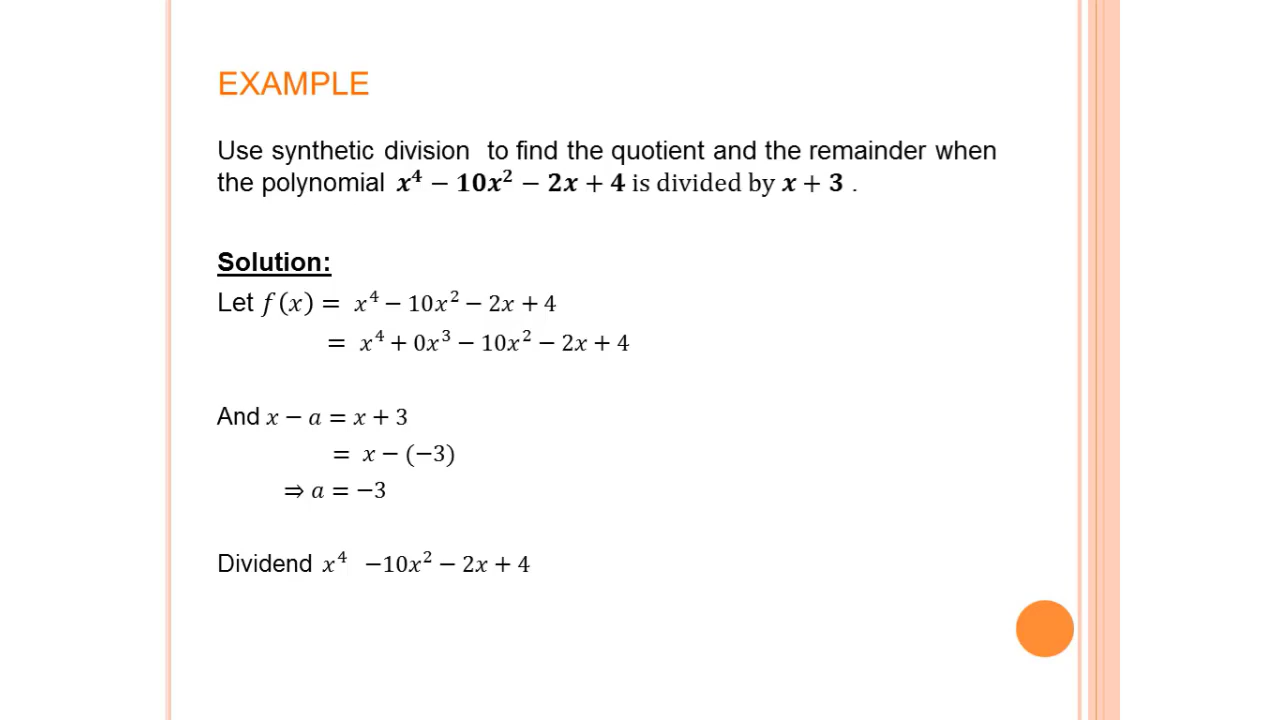 EXAMPLE
Use synthetic division to find the quotient and the remainder when
the polynomial x⁴ − 10x² − 2x + 4 is divided by x + 3 .
Solution:
Let f(x) = x⁴ − 10x² − 2x + 4
= x⁴ + 0x³ − 10x² − 2x + 4
And x − a = x + 3
= x − (−3)
⇒ a = −3
Dividend x⁴ −10x² − 2x + 4